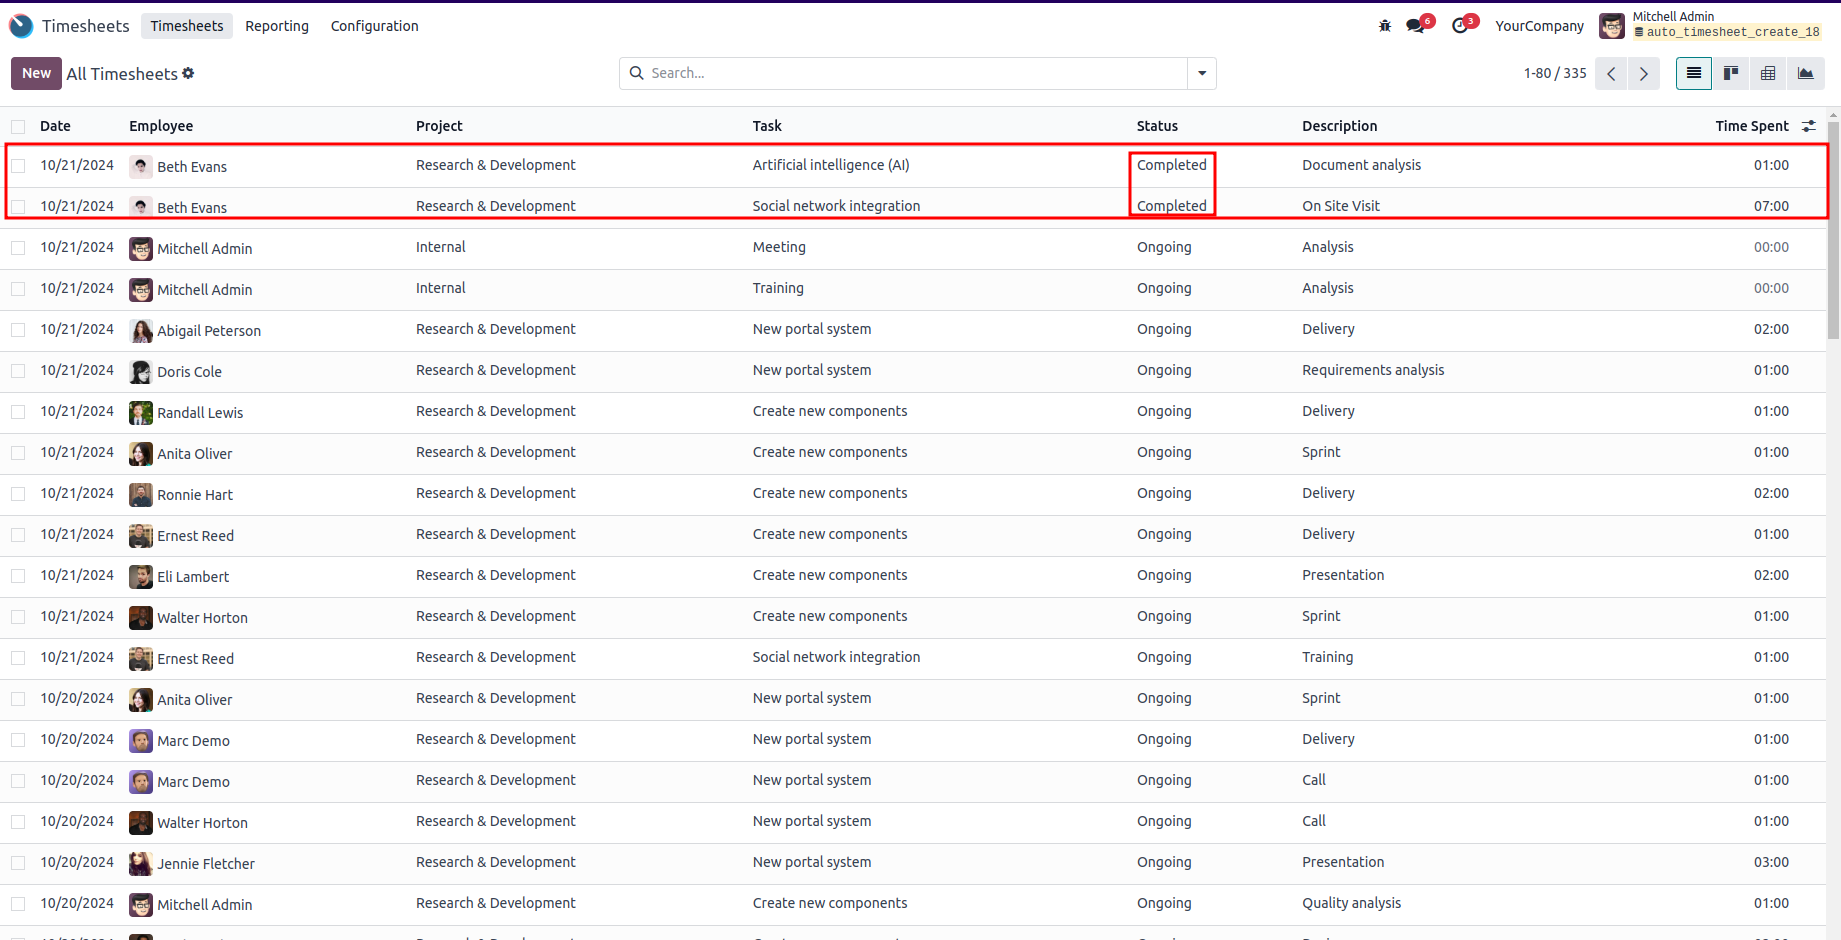 Timesheets Timesheets Reporting Configuration 6 3 YourCompany Mitchell Admin
auto_timesheet_create_18
New All Timesheets Search... 1-80 / 335
Date Employee Project Task Status Description Time Spent
10/21/2024 Beth Evans Research & Development Artificial intelligence (AI) Completed Document analysis 01:00
10/21/2024 Beth Evans Research & Development Social network integration Completed On Site Visit 07:00
10/21/2024 Mitchell Admin Internal Meeting Ongoing Analysis 00:00
10/21/2024 Mitchell Admin Internal Training Ongoing Analysis 00:00
10/21/2024 Abigail Peterson Research & Development New portal system Ongoing Delivery 02:00
10/21/2024 Doris Cole Research & Development New portal system Ongoing Requirements analysis 01:00
10/21/2024 Randall Lewis Research & Development Create new components Ongoing Delivery 01:00
10/21/2024 Anita Oliver Research & Development Create new components Ongoing Sprint 01:00
10/21/2024 Ronnie Hart Research & Development Create new components Ongoing Delivery 02:00
10/21/2024 Ernest Reed Research & Development Create new components Ongoing Delivery 01:00
10/21/2024 Eli Lambert Research & Development Create new components Ongoing Presentation 02:00
10/21/2024 Walter Horton Research & Development Create new components Ongoing Sprint 01:00
10/21/2024 Ernest Reed Research & Development Social network integration Ongoing Training 01:00
10/20/2024 Anita Oliver Research & Development New portal system Ongoing Sprint 01:00
10/20/2024 Marc Demo Research & Development New portal system Ongoing Delivery 01:00
10/20/2024 Marc Demo Research & Development New portal system Ongoing Call 01:00
10/20/2024 Walter Horton Research & Development New portal system Ongoing Call 01:00
10/20/2024 Jennie Fletcher Research & Development New portal system Ongoing Presentation 03:00
10/20/2024 Mitchell Admin Research & Development Create new components Ongoing Quality analysis 01:00